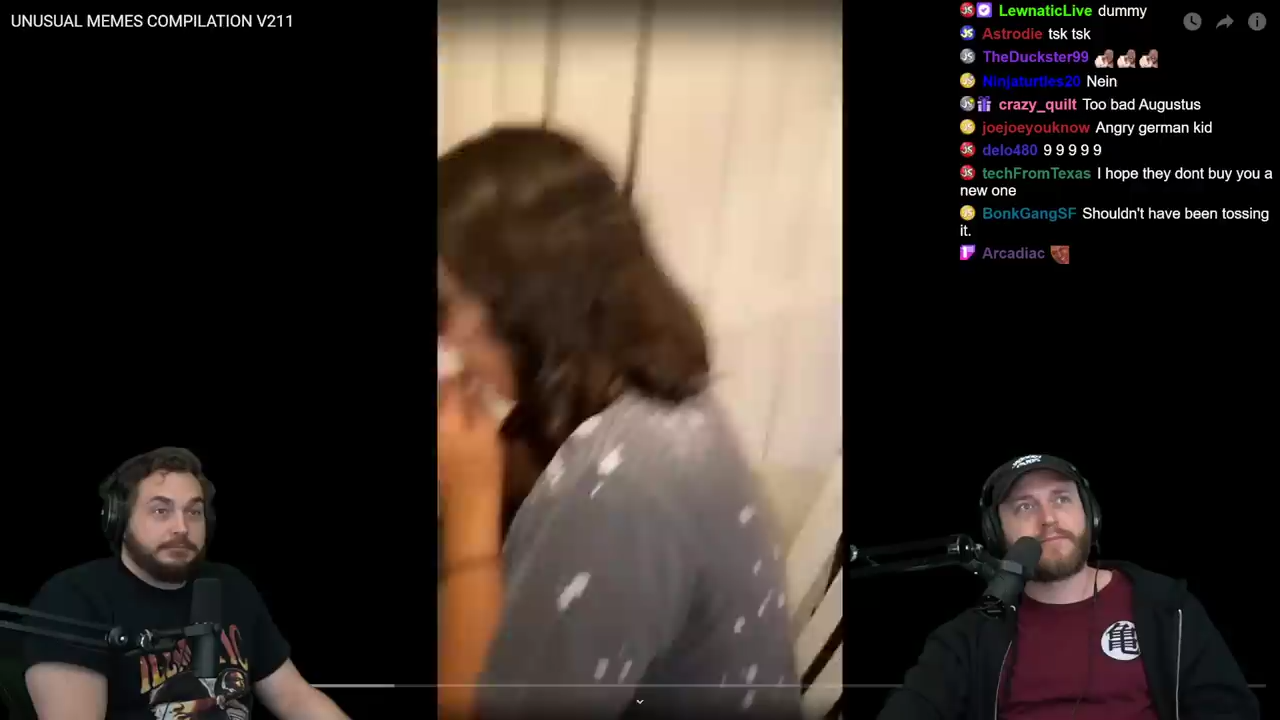 UNUSUAL MEMES COMPILATION V211
LewnaticLive dummy
Astrodie tsk tsk
TheDuckster99
Ninjaturtles20 Nein
crazy_quilt Too bad Augustus
joejoeyouknow Angry german kid
delo480 9 9 9 9 9
techFromTexas I hope they dont buy you a
new one
BonkGangSF Shouldn't have been tossing
it.
Arcadiac
亀